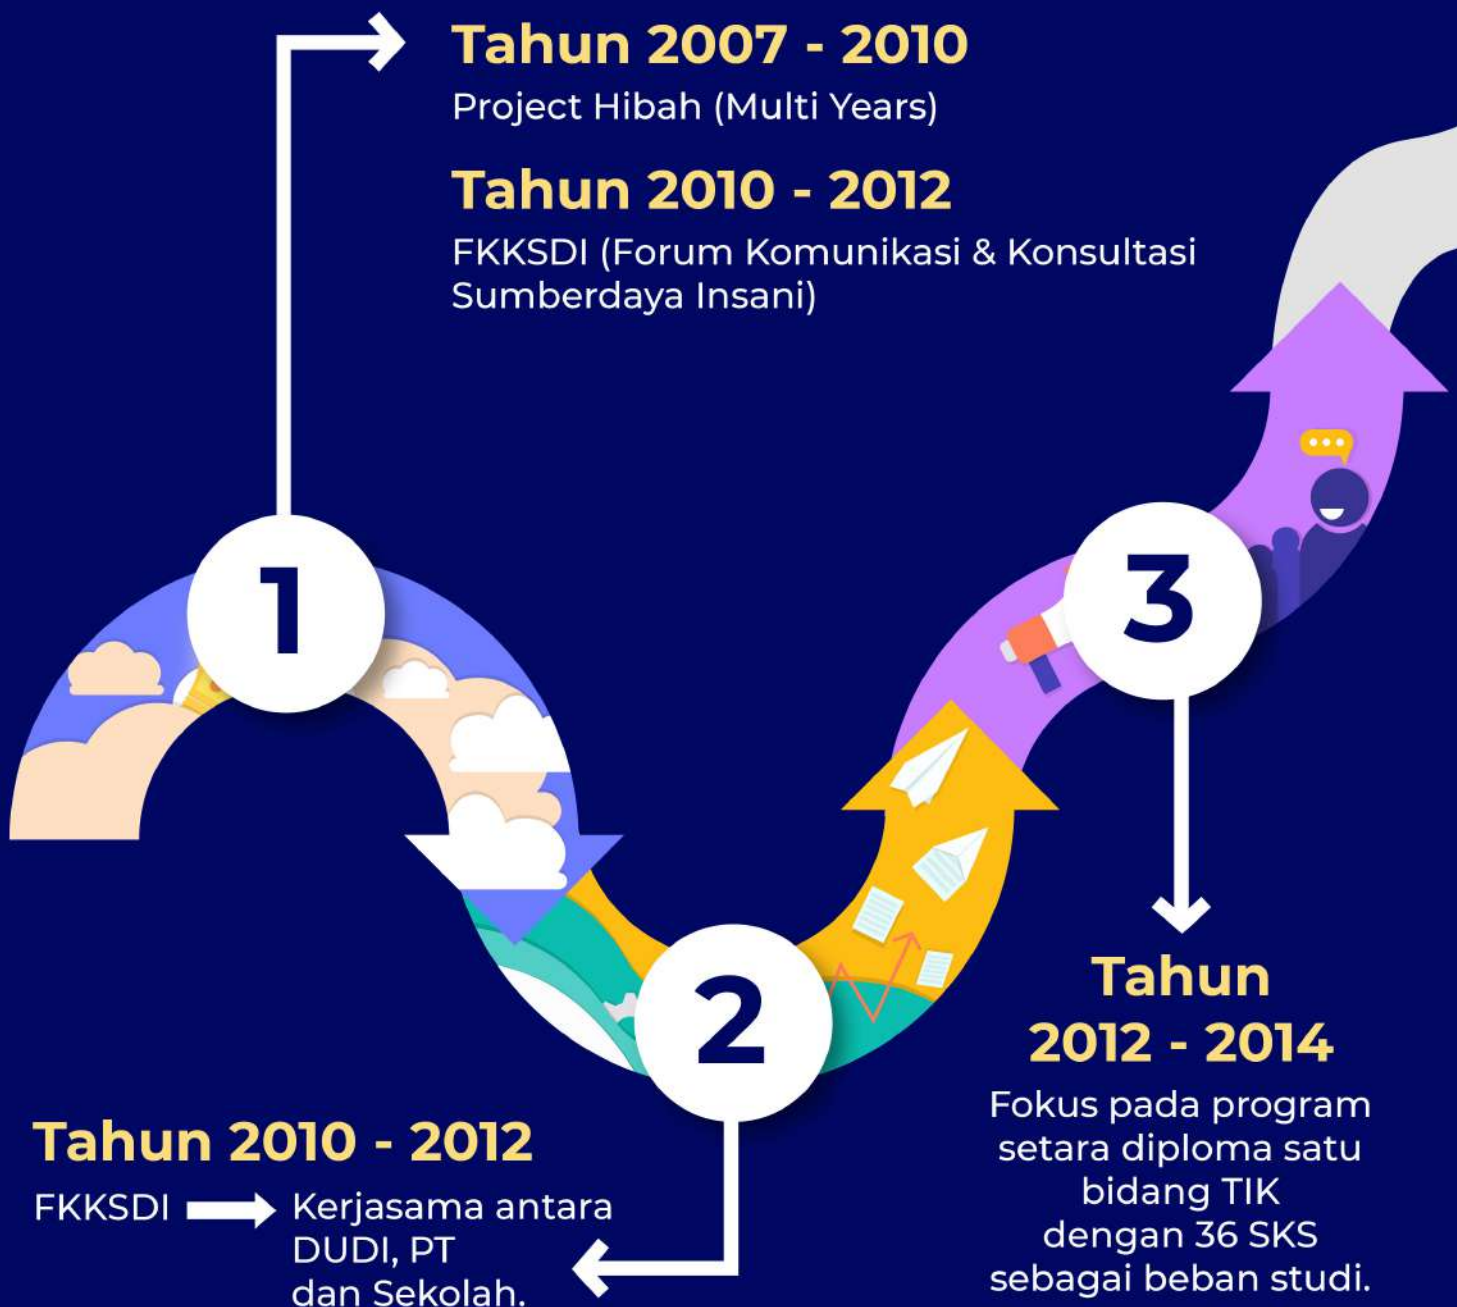 Tahun 2007 - 2010
Project Hibah (Multi Years)
Tahun 2010 - 2012
FKKSDI (Forum Komunikasi & Konsultasi
Sumberdaya Insani)
1
2
3
Tahun 2010 - 2012
FKKSDI
Kerjasama antara
DUDI, PT
dan Sekolah.
Tahun
2012 - 2014
Fokus pada program
setara diploma satu
bidang TIK
dengan 36 SKS
sebagai beban studi.